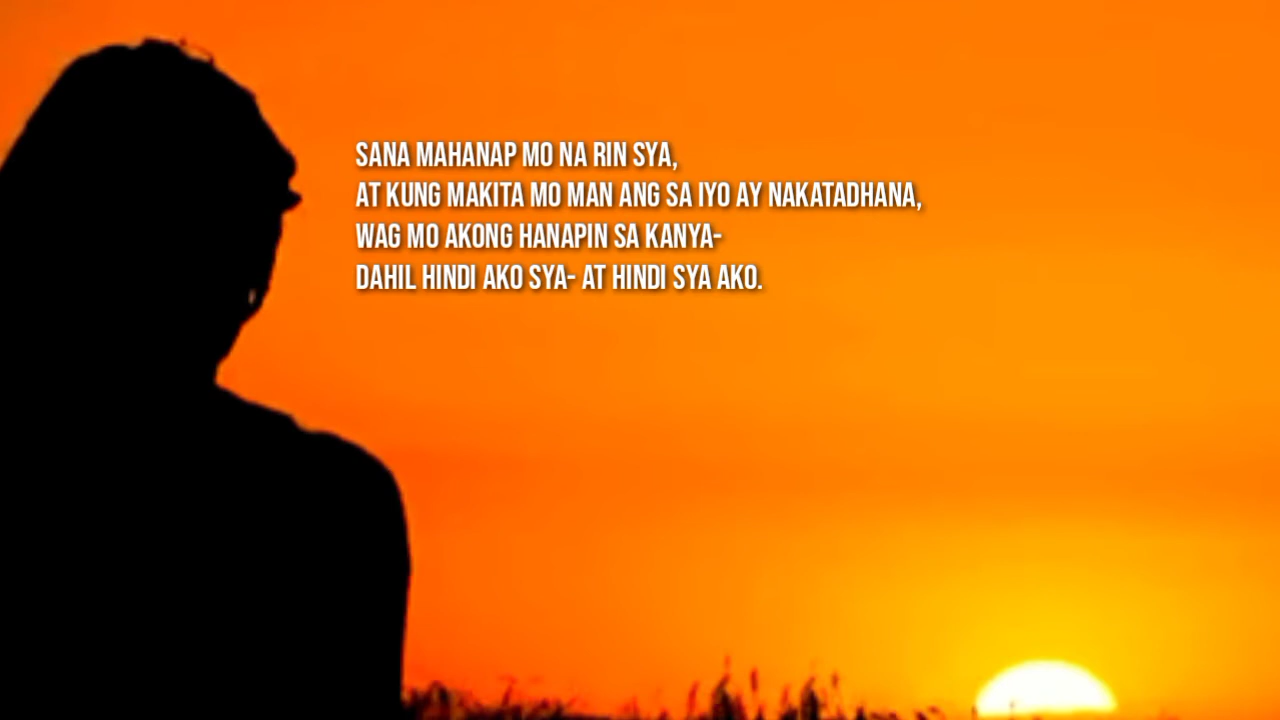 SANA MAHANAP MO NA RIN SYA,
AT KUNG MAKITA MO MAN ANG SA IYO AY NAKATADHANA,
WAG MO AKONG HANAPIN SA KANYA-
DAHIL HINDI AKO SYA- AT HINDI SYA AKO.